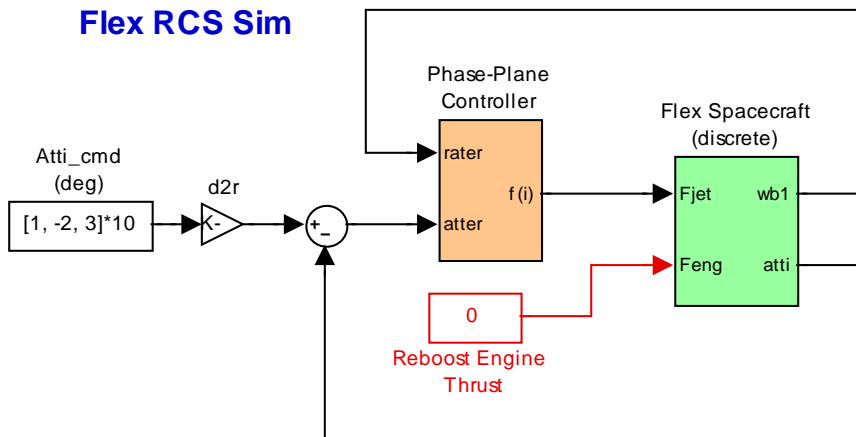 Flex RCS Sim
Phase-Plane
Controller
Flex Spacecraft
(discrete)
Atti_cmd
(deg)
d2r
rater
f(i)
Fjet
wb1
[1, -2, 3]*10
K-
+
-
atter
Feng
atti
0
Reboost Engine
Thrust